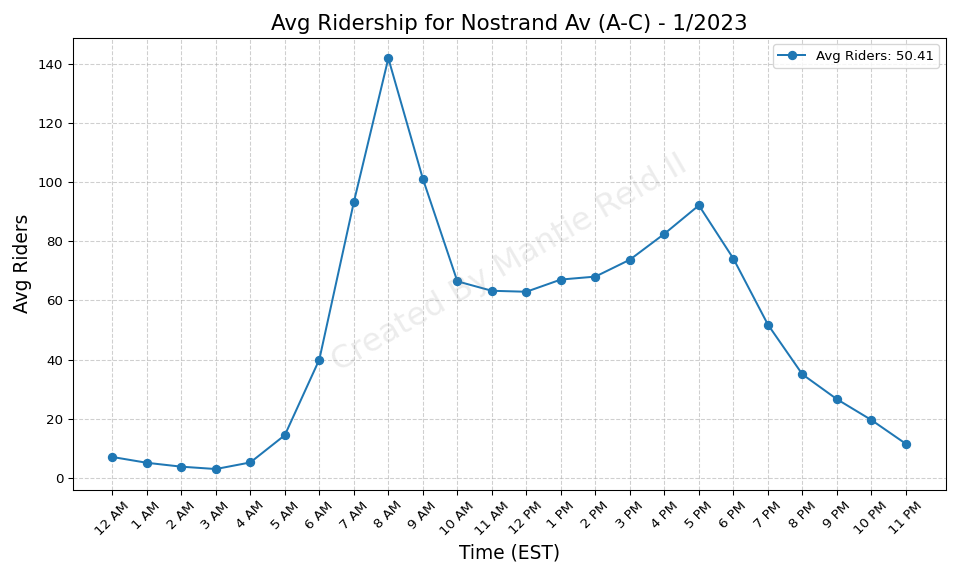 Avg Ridership for Nostrand Av (A-C) - 1/2023
Avg Riders: 50.41
140
120
100
80
60
40
20
0
Avg Riders
Created By Mantle Reid II
12 AM
1 AM
2 AM
3 AM
4 AM
5 AM
6 AM
7 AM
8 AM
9 AM
10 AM
11 AM
12 PM
1 PM
2 PM
3 PM
4 PM
5 PM
6 PM
7 PM
8 PM
9 PM
10 PM
11 PM
Time (EST)